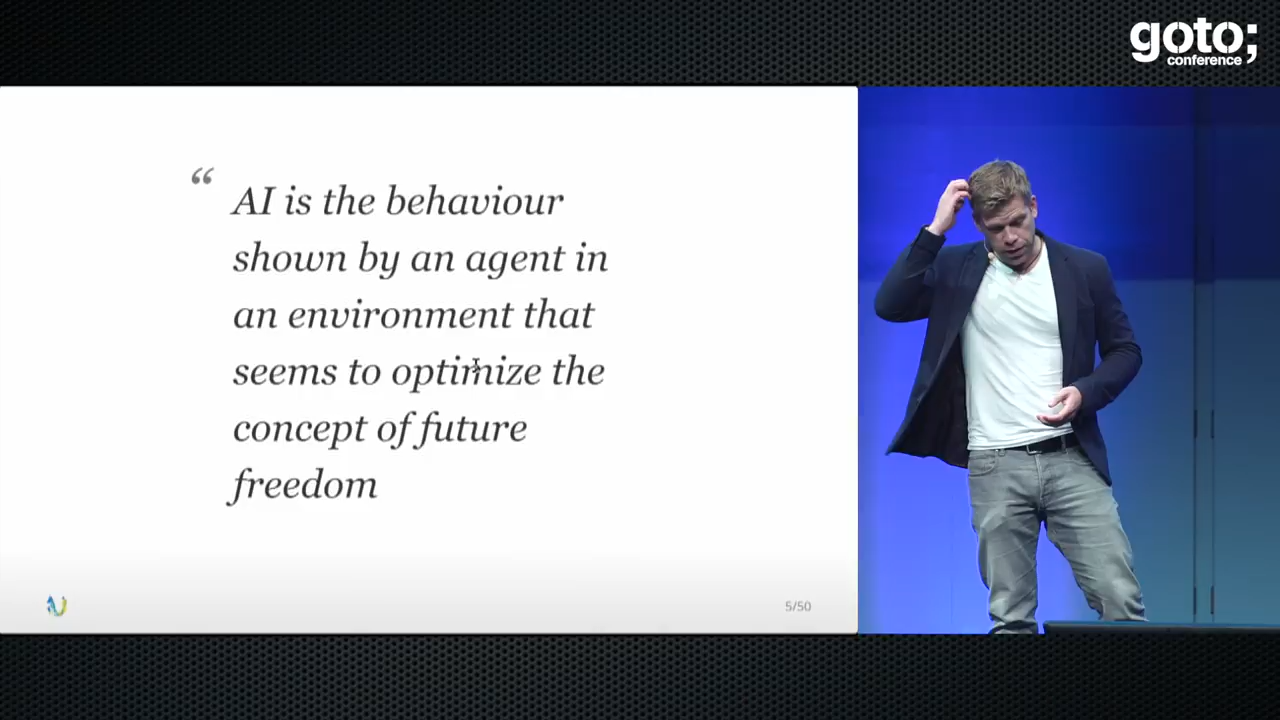 goto;
conference
“
AI is the behaviour
shown by an agent in
an environment that
seems to optimize the
concept of future
freedom
5/50